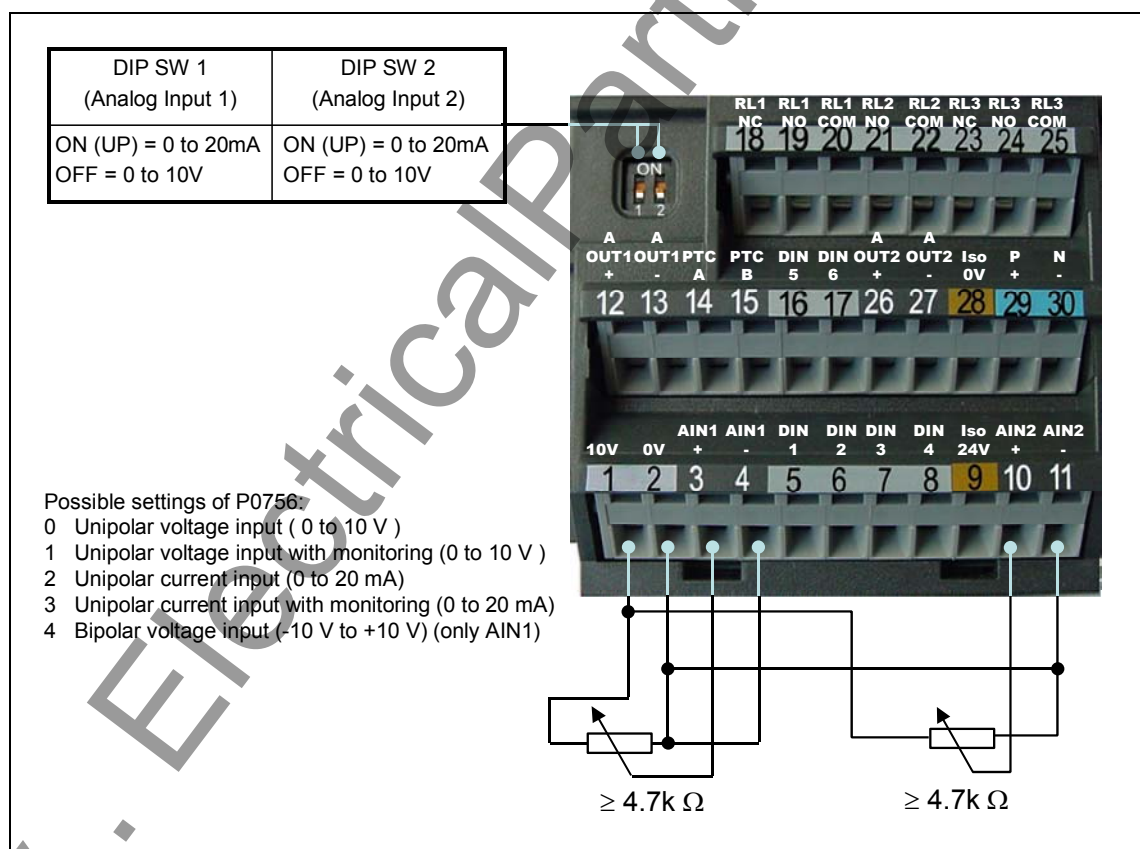 DIP SW 1 DIP SW 2
(Analog Input 1) (Analog Input 2)
ON (UP) = 0 to 20mA ON (UP) = 0 to 20mA
OFF = 0 to 10V OFF = 0 to 10V
RL1 RL1 RL1 RL2 RL2 RL3 RL3 RL3
NC NO COM NO COM NC NO COM
18 19 20 21 22 23 24 25
ON
1 2
A A A A
OUT1 OUT1 PTC PTC DIN DIN OUT2 OUT2 Iso P N
+ - A B 5 6 + - 0V + -
12 13 14 15 16 17 26 27 28 29 30
AIN1 AIN1 DIN DIN DIN DIN Iso AIN2 AIN2
10V 0V + - 1 2 3 4 24V + -
1 2 3 4 5 6 7 8 9 10 11
Possible settings of P0756:
0 Unipolar voltage input ( 0 to 10 V )
1 Unipolar voltage input with monitoring (0 to 10 V )
2 Unipolar current input (0 to 20 mA)
3 Unipolar current input with monitoring (0 to 20 mA)
4 Bipolar voltage input (-10 V to +10 V) (only AIN1)
≥ 4.7k Ω ≥ 4.7k Ω
. ElectricalPart